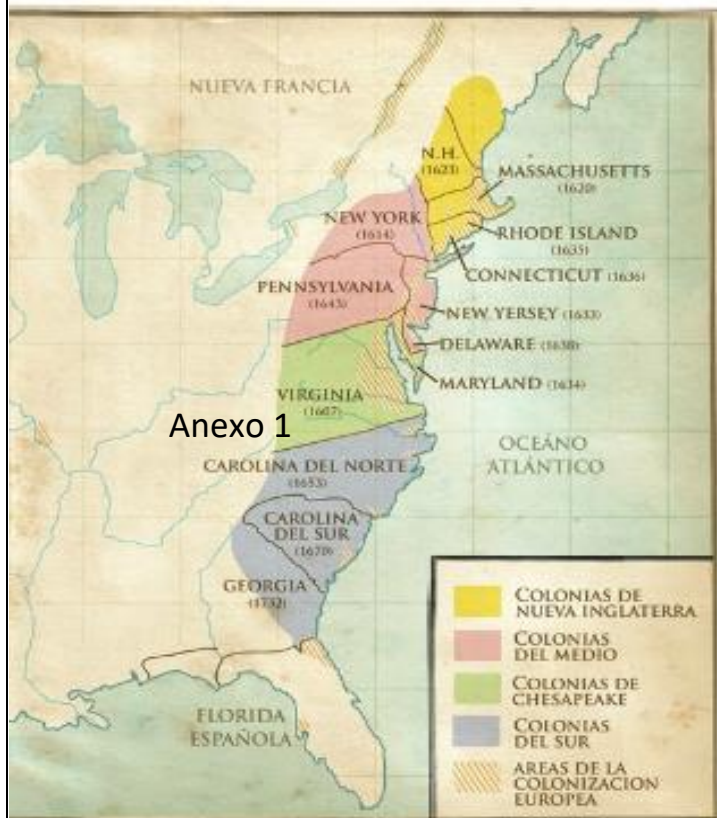 NUEVA FRANCIA
N.H.
(1623)
MASSACHUSETTS
(1620)
NEW YORK
(1614)
RHODE ISLAND
(1635)
CONNECTICUT (1636)
PENNSYLVANIA
(1643)
NEW YERSEY (1633)
DELAWARE (1638)
MARYLAND (1634)
VIRGINIA
(1607)
Anexo 1
OCEÁNO
ATLÁNTICO
CAROLINA DEL NORTE
(1653)
CAROLINA
DEL SUR
(1670)
GEORGIA
(1732)
FLORIDA
ESPAÑOLA
COLONIAS DE
NUEVA INGLATERRA
COLONIAS
DEL MEDIO
COLONIAS DE
CHESAPEAKE
COLONIAS
DEL SUR
AREAS DE LA
COLONIZACION
EUROPEA